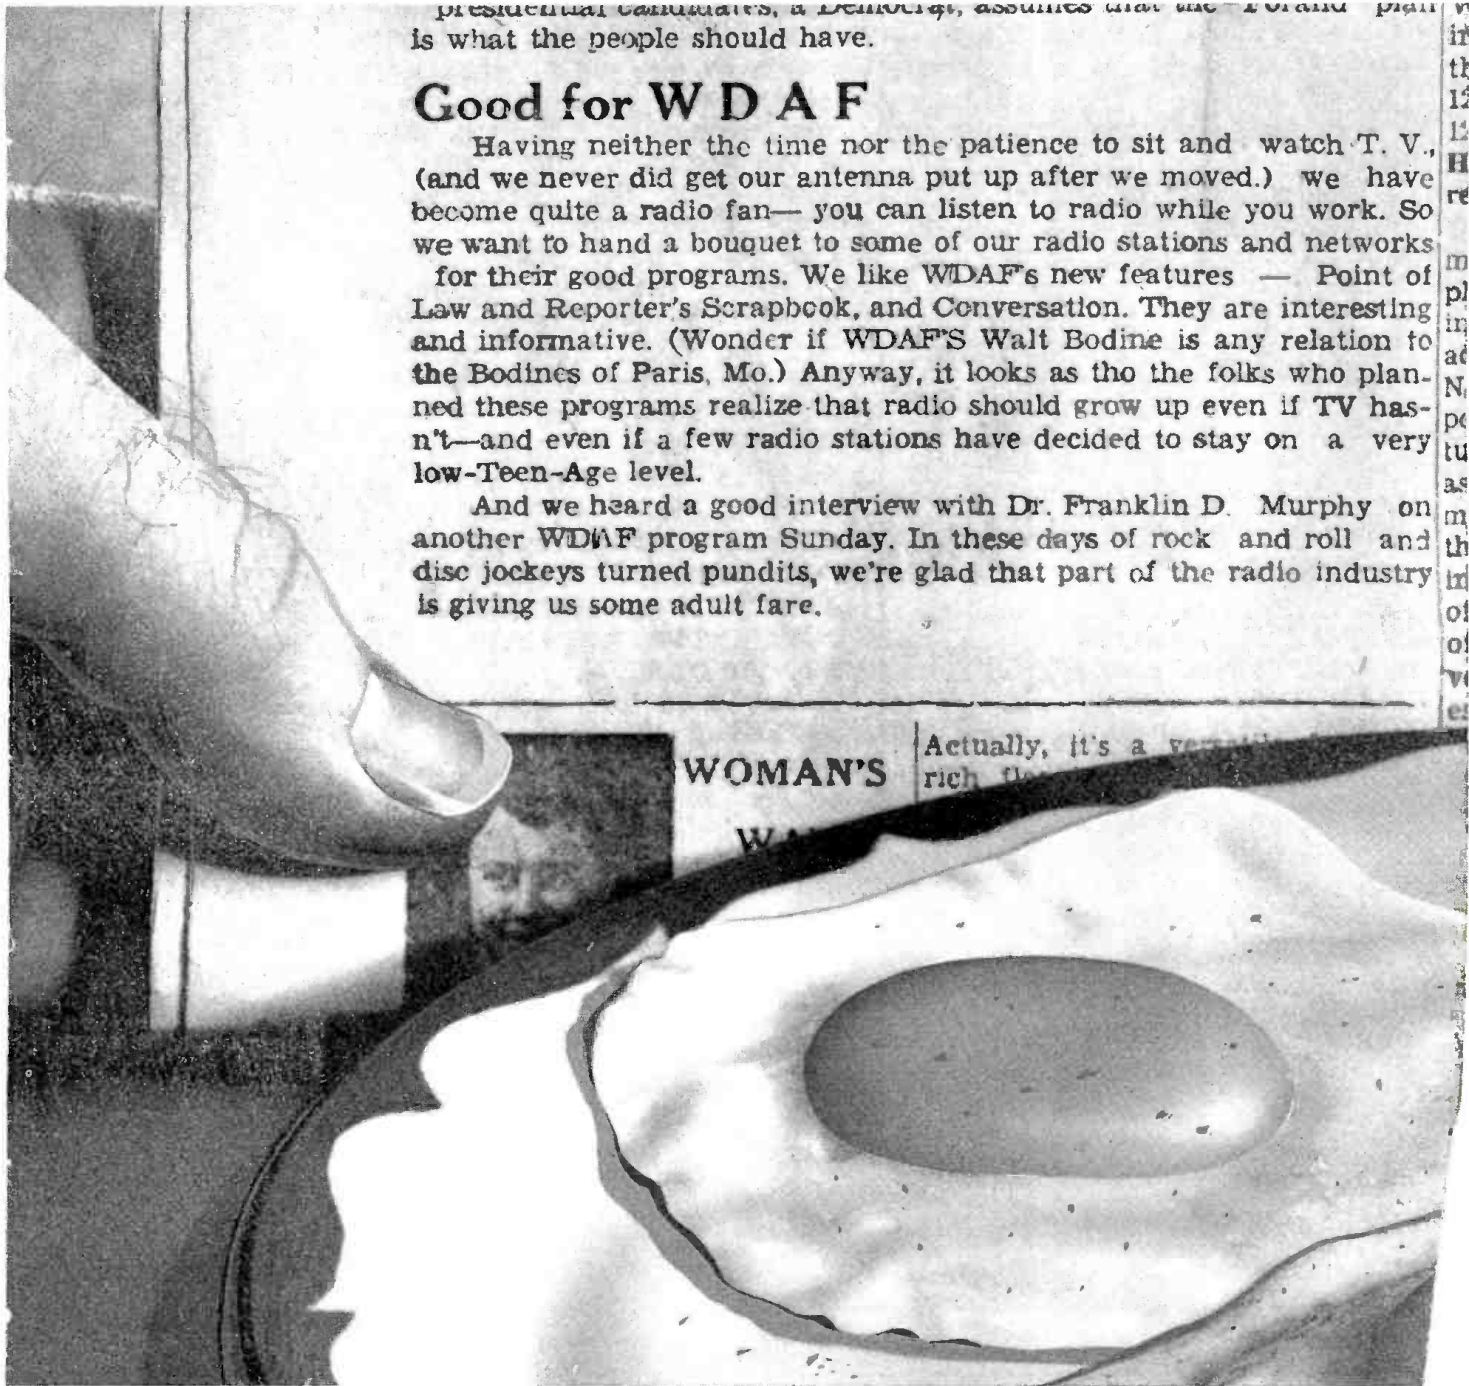 presidential candidates, a Democrat, assumes that the Forand plan
is what the people should have.
Good for W D A F
Having neither the time nor the patience to sit and watch T. V.,
(and we never did get our antenna put up after we moved.) we have
become quite a radio fan— you can listen to radio while you work. So
we want to hand a bouquet to some of our radio stations and networks
for their good programs. We like WDAF's new features — Point of
Law and Reporter's Scrapbook, and Conversation. They are interesting
and informative. (Wonder if WDAF'S Walt Bodine is any relation to
the Bodines of Paris, Mo.) Anyway, it looks as tho the folks who plan-
ned these programs realize that radio should grow up even if TV has-
n't—and even if a few radio stations have decided to stay on a very
low-Teen-Age level.
And we heard a good interview with Dr. Franklin D. Murphy on
another WDAF program Sunday. In these days of rock and roll and
disc jockeys turned pundits, we're glad that part of the radio industry
is giving us some adult fare.
WOMAN'S
Actually, it's a
rich